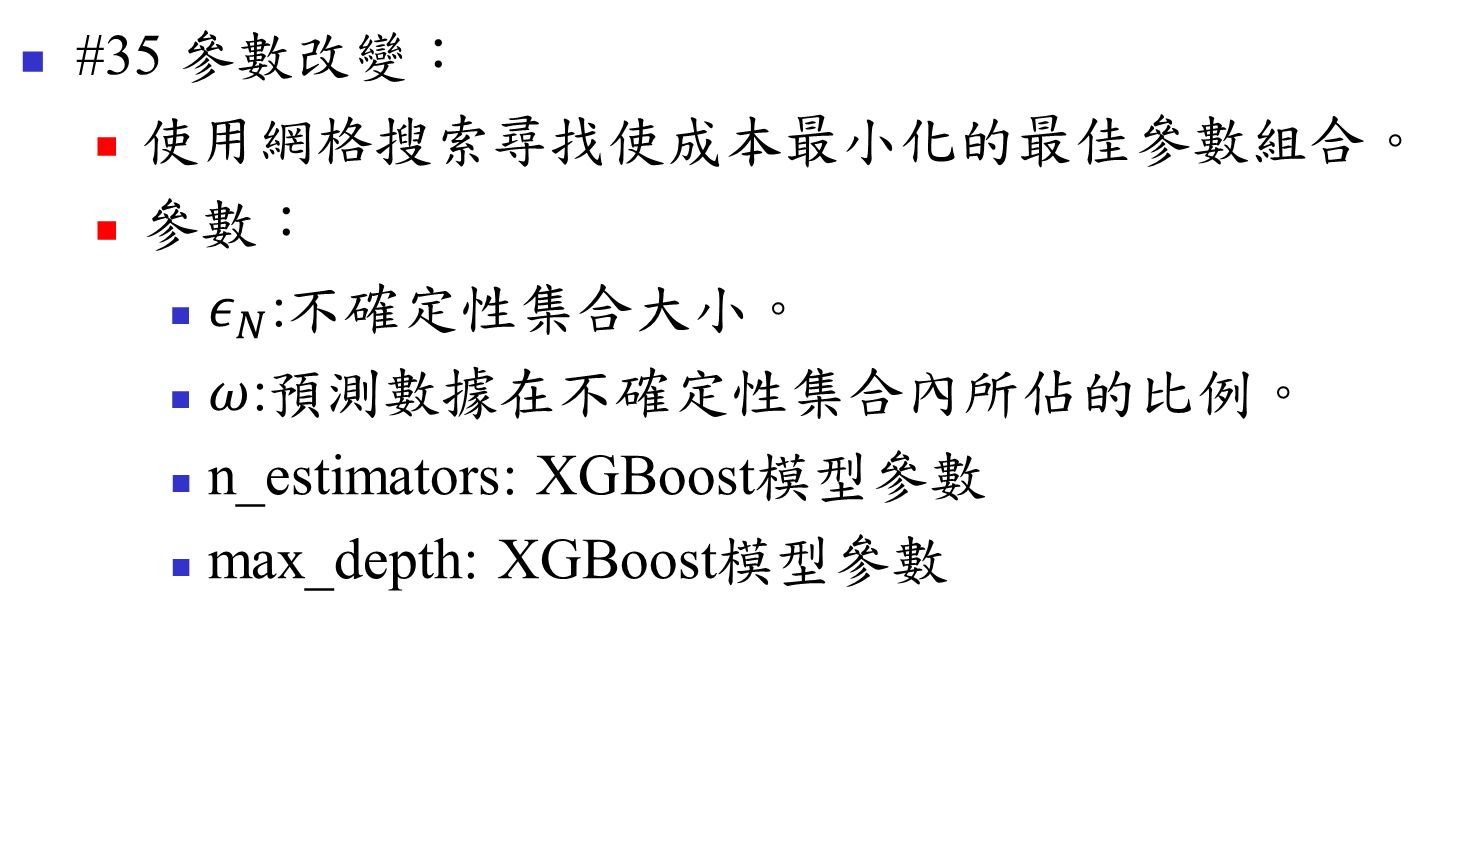 #35 參數改變：
使用網格搜索尋找使成本最小化的最佳參數組合。
參數：
𝜖𝑁:不確定性集合大小。
𝜔:預測數據在不確定性集合內所佔的比例。
n_estimators: XGBoost模型參數
max_depth: XGBoost模型參數